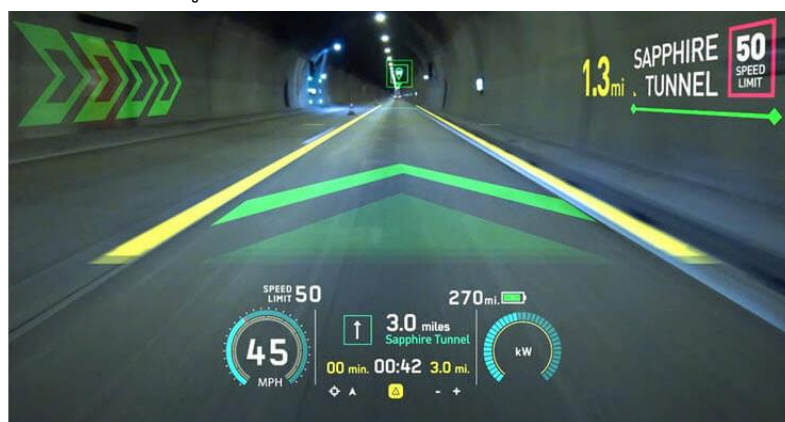 1.3mi.
SAPPHIRE
TUNNEL
50
SPEED
LIMIT
SPEED
LIMIT 50
270mi.
45
MPH
3.0 miles
Sapphire Tunnel
00 min. 00:42 3.0 mi.
- +
kW